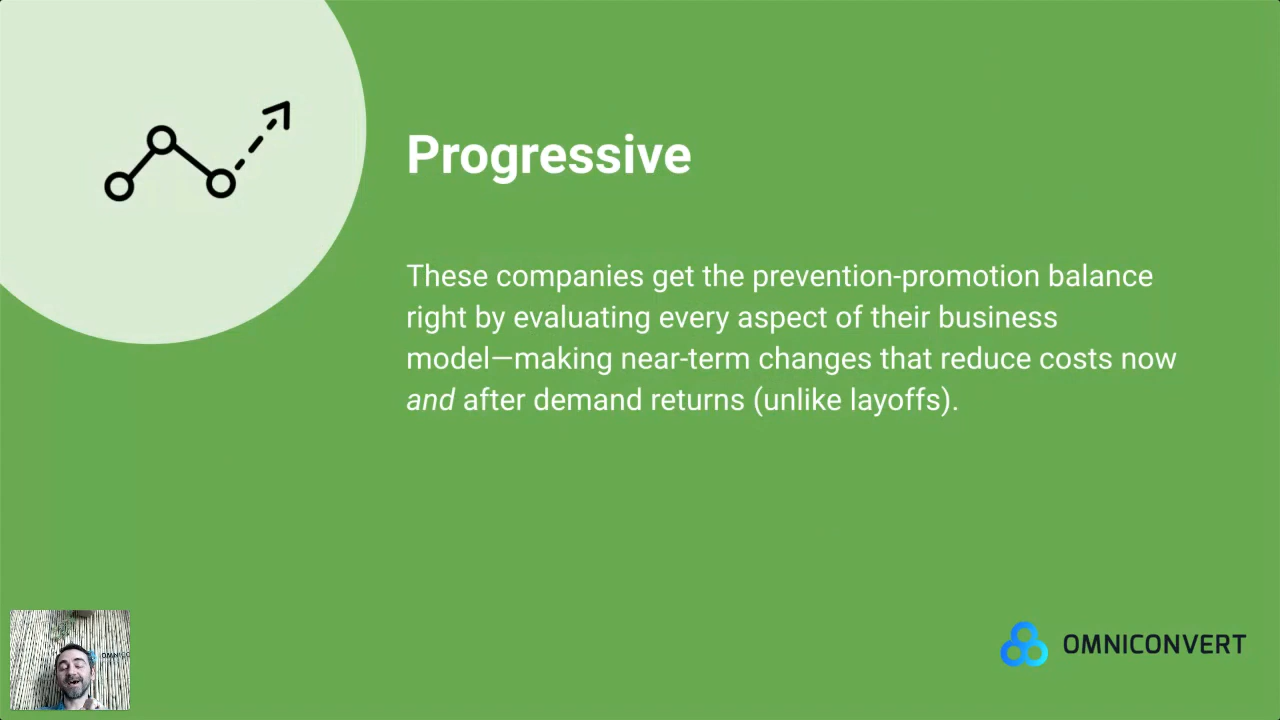 Progressive
These companies get the prevention-promotion balance
right by evaluating every aspect of their business
model—making near-term changes that reduce costs now
and after demand returns (unlike layoffs).
OMNICONVERT